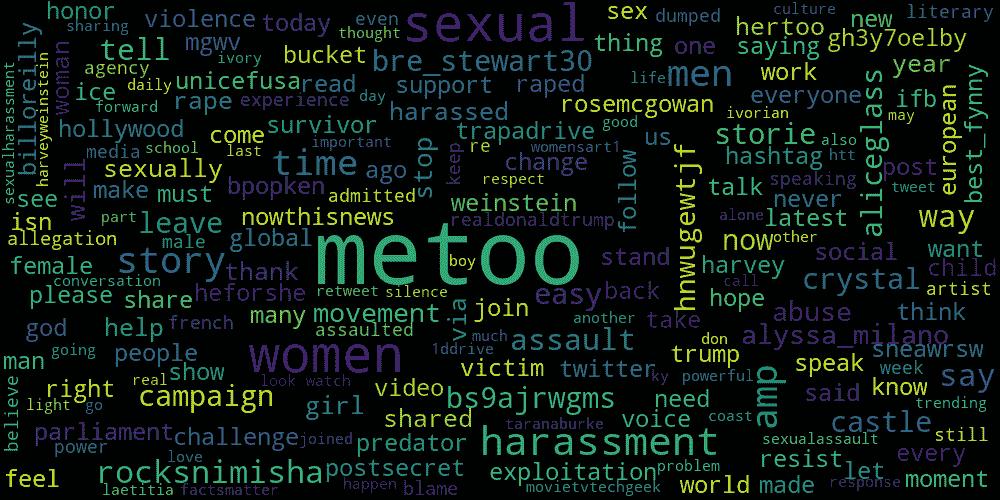 honor sharing violence today even thought dumped sex culture hertoo new literary
sexualharassment harveyweinstein billoreilly woman tell mgwv bucket sexual thing one saying gh3y7oelby
agency ivory bre_stewart30 men year
ice daily unicefusa read support raped life work everyone aliceglass ifb european best_fynny
forward rape experience day harassed rosemcgowan ivorian may
hollywood survivor trapadrive good us storie also
media school come last important stop keep re womensart1 follow hashtag htt
see will sexually time ago respect change talk speaking post
make must bpopken admitted weinstein hnwugewtjf never tweet
isn part leave nowthisnews realdonaldtrump alone latest way
allegation male global metoo now other
female story boy stand harvey social want
conversation thank crystal child
please share heforshe retweet silence easy back call hope artist
many movement via join take abuse think
god help french assaulted another
going people women 1ddrive much assault don alyssa_milano sneawrsw
man show victim twitter trump speak week
believe right real look watch ky powerful amp know say
light go campaign girl video bs9ajrwgms need said trending
shared taranaburke voice coast castle
parliament challenge joined predator harassment sexualassault still
power love resist every
rocksnimisha postsecret exploitation problem let
feel laetitia factsmatter happen blame movietvtechgeek world made response moment